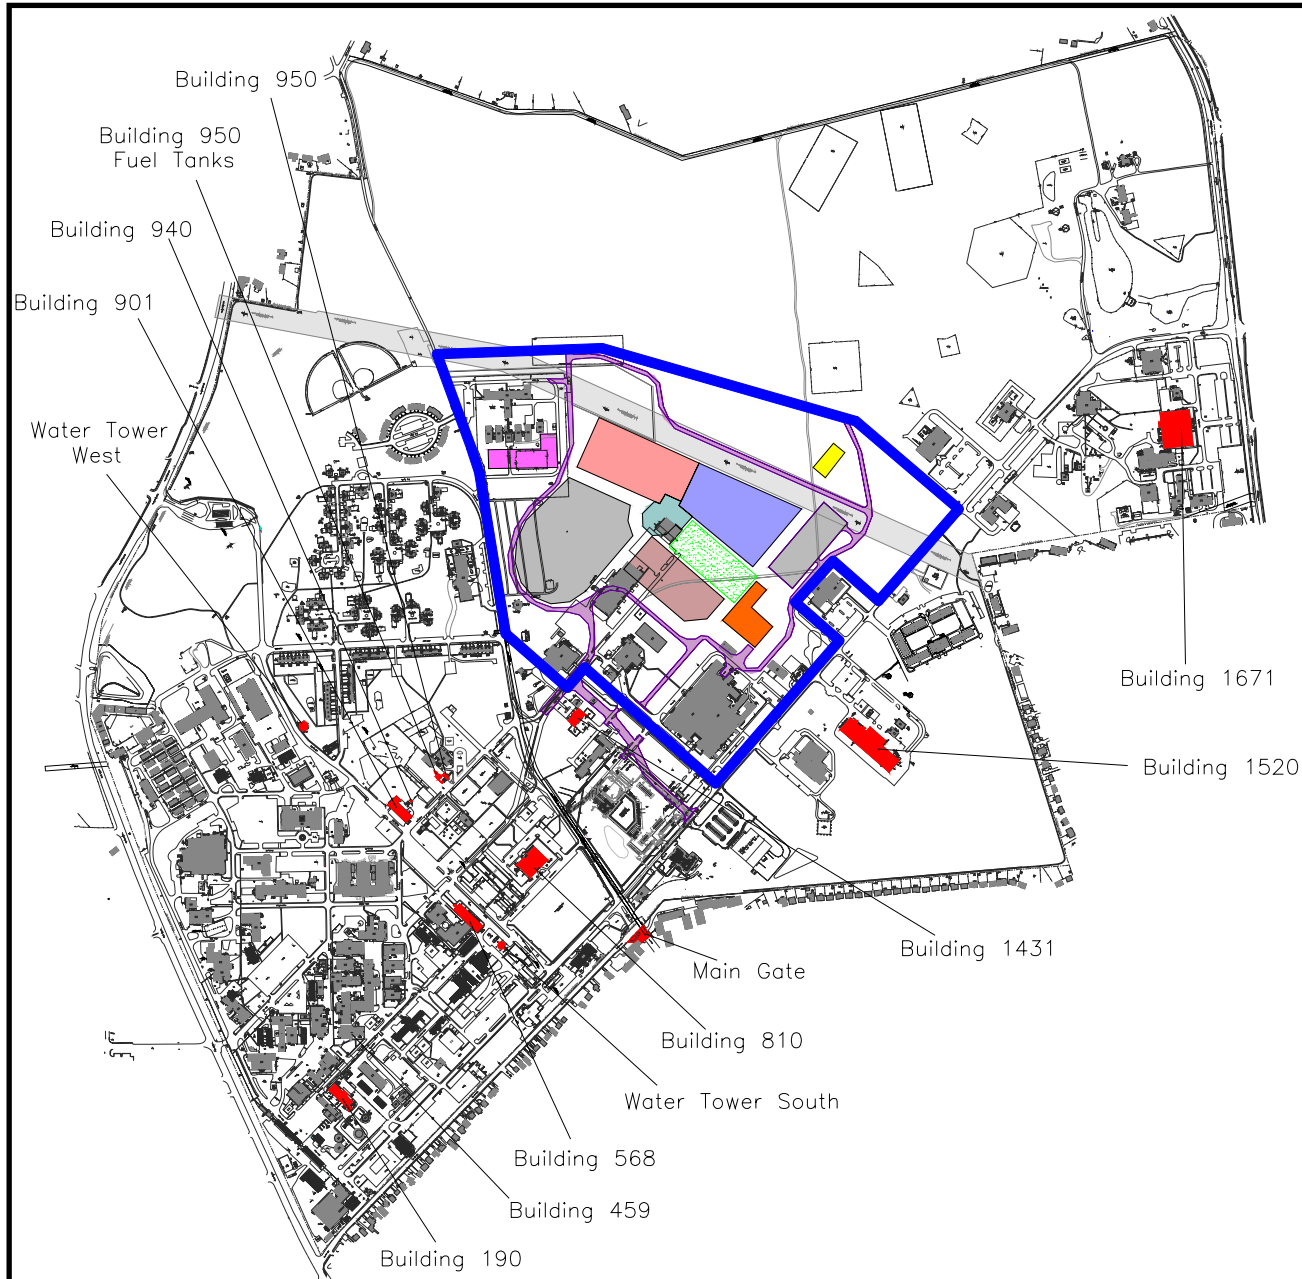 Building 950
Building 950
Fuel Tanks
Building 940
Building 901
Water Tower
West
Building 1671
Building 1520
Building 1431
Main Gate
Building 810
Water Tower South
Building 568
Building 459
Building 190